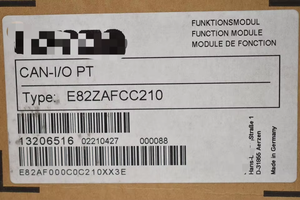 FUNKTIONSMODUL
FUNCTION MODULE
MODULE DE FONCTION
CAN-I/O PT
Type: E82ZAFCC210
13206516 02210427 000088
E82AF000C0C210XX3E
Hans-L Straße 1
D-31855 Aerzen
Made in Germany